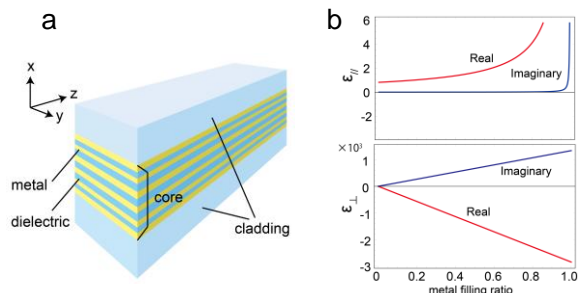 a
x
z
y
metal
dielectric
core
cladding
b
6
4
2
0
-2
ε//
Real
Imaginary
×10³
1
0
-1
-2
-3
ε⊥
Imaginary
Real
0 0.2 0.4 0.6 0.8 1.0
metal filling ratio